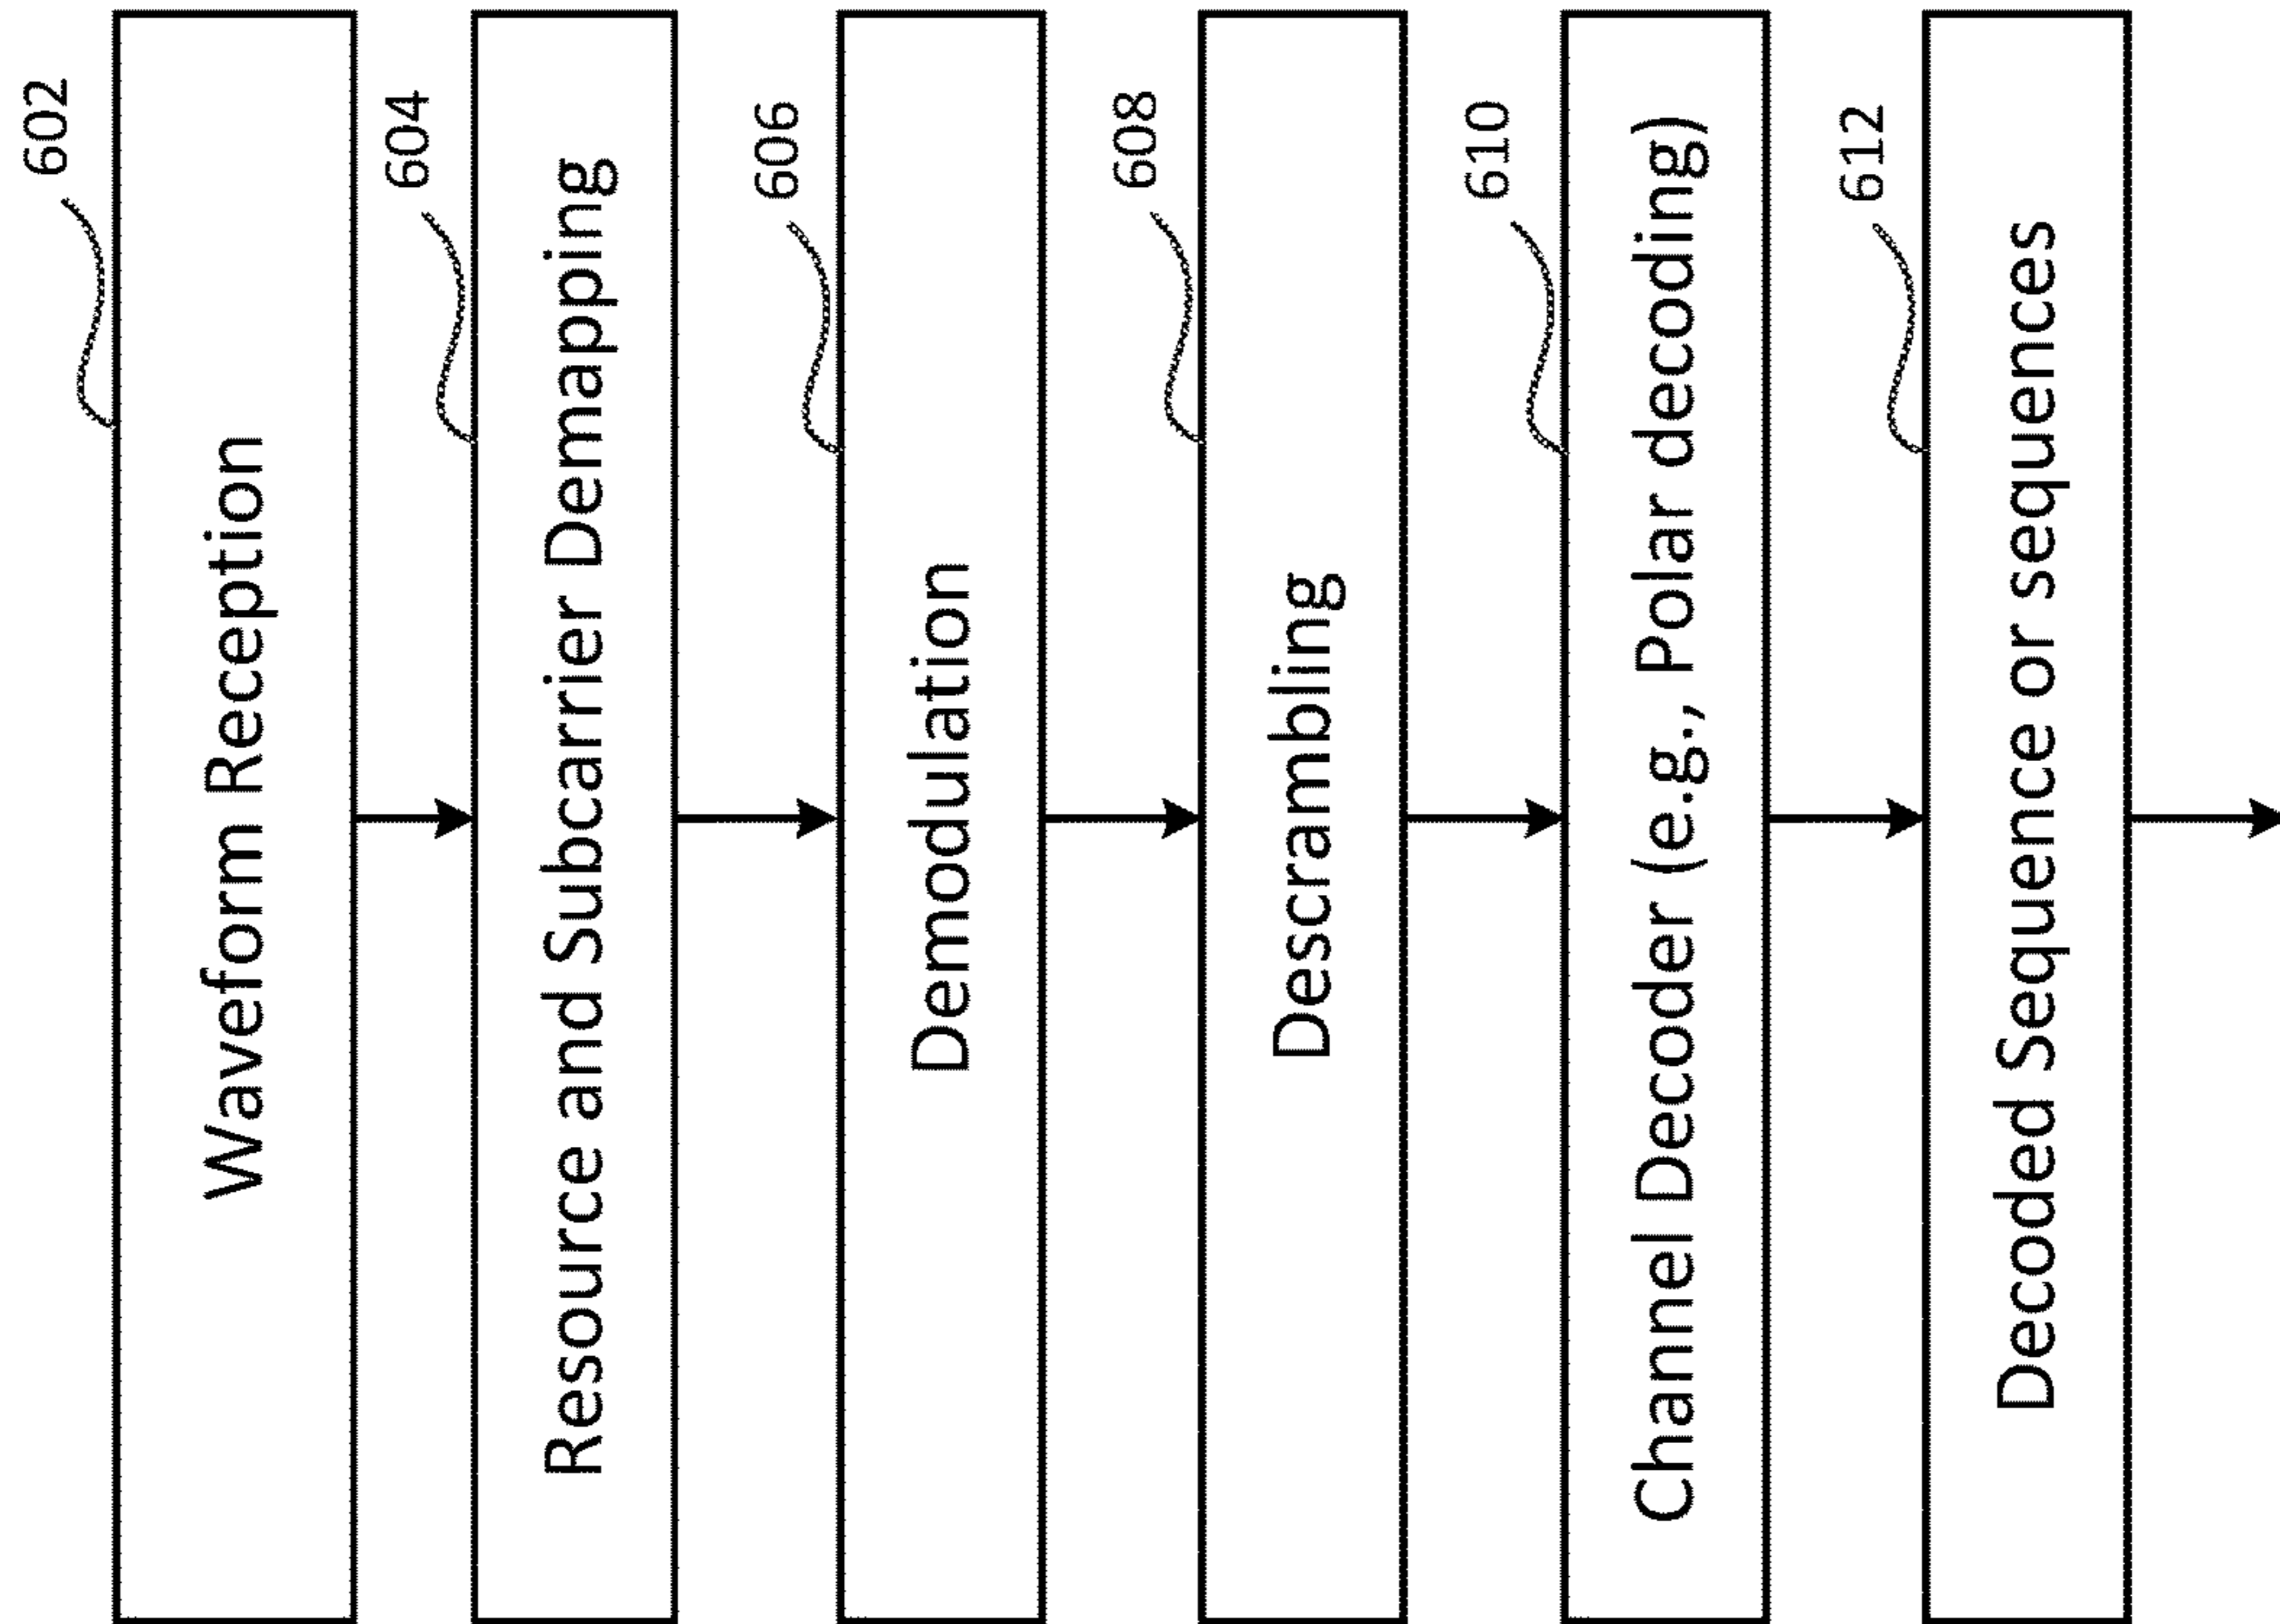 602
Waveform Reception
604
Resource and Subcarrier Demapping
606
Demodulation
608
Descrambling
610
Channel Decoder (e.g., Polar decoding)
612
Decoded Sequence or sequences